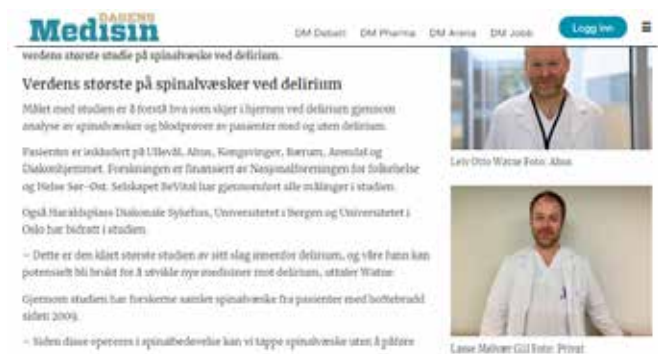 DAGENS
Medisin
DM Debatt DM Pharma DM Arena DM Jobb Logg inn
verdens største studie på spinalvæske ved delirium.
Verdens største på spinalvæsker ved delirium
Målet med studien er å forstå hva som skjer i hjernen ved delirium gjennom
analyse av spinalvæsker og blodprøver av pasienter med og uten delirium.
Pasienter er inkludert på Ullevål, Ahus, Kongsvinger, Bærum, Arendal og
Diakonhjemmet. Forskningen er finansiert av Nasjonalforeningen for folkehelse
og Helse Sør-Øst. Selskapet BeVital har gjennomført alle målinger i studien.
Også Haraldsplass Diakonale Sykehus, Universitetet i Bergen og Universitetet i
Oslo har bidratt i studien.
– Dette er den klart største studien av sitt slag innenfor delirium, og våre funn kan
potensielt bli brukt for å utvikle nye medisiner mot delirium, uttaler Watne.
Gjennom studien har forskerne samlet spinalvæske fra pasienter med hoftebrudd
siden 2009.
– Siden disse opereres i spinalbedøvelse kan vi tappe spinalvæske uten å påføre
Leiv Otto Watne Foto: Ahus
Lasse Melvær Giil Foto: Privat